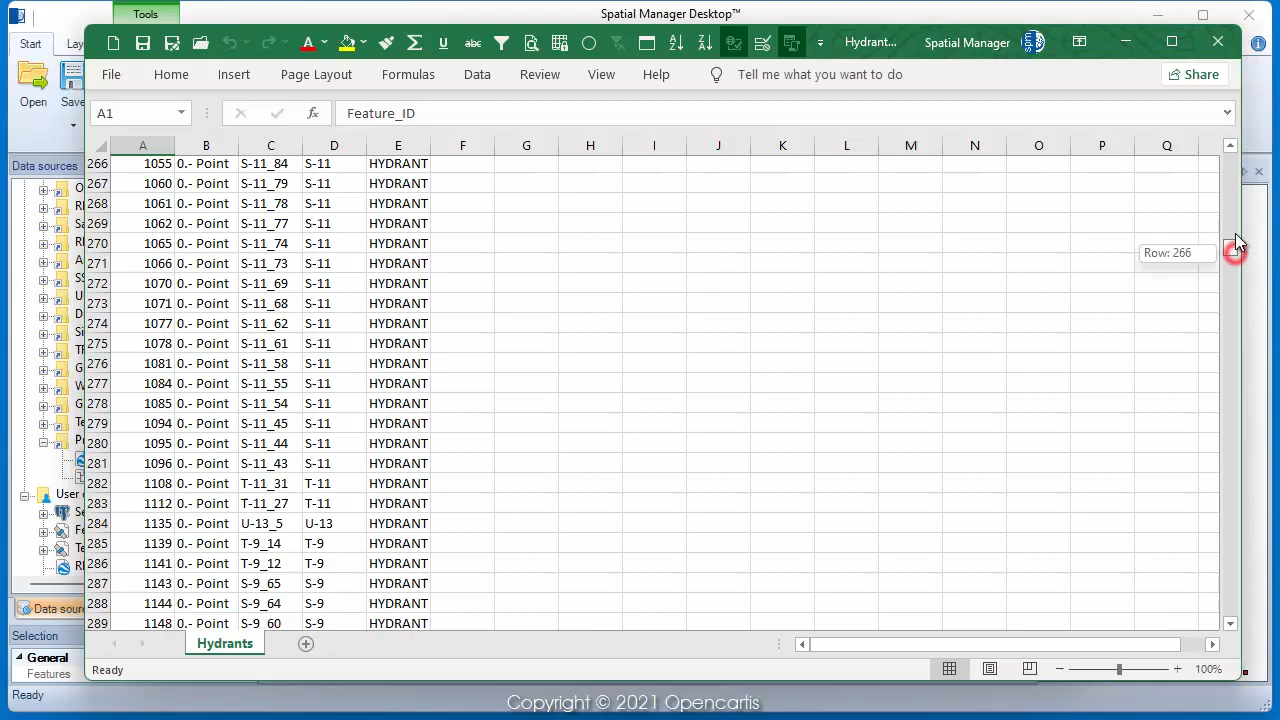 Tools
Spatial Manager Desktop™
Start
Lay
Open
Save
Hydrant...
Spatial Manager
File
Home
Insert
Page Layout
Formulas
Data
Review
View
Help
Tell me what you want to do
Share
A1
Feature_ID
A B C D E F G H I J K L M N O P Q
266 1055 0.- Point S-11_84 S-11 HYDRANT
267 1060 0.- Point S-11_79 S-11 HYDRANT
268 1061 0.- Point S-11_78 S-11 HYDRANT
269 1062 0.- Point S-11_77 S-11 HYDRANT
270 1065 0.- Point S-11_74 S-11 HYDRANT
271 1066 0.- Point S-11_73 S-11 HYDRANT
272 1070 0.- Point S-11_69 S-11 HYDRANT
273 1071 0.- Point S-11_68 S-11 HYDRANT
274 1077 0.- Point S-11_62 S-11 HYDRANT
275 1078 0.- Point S-11_61 S-11 HYDRANT
276 1081 0.- Point S-11_58 S-11 HYDRANT
277 1084 0.- Point S-11_55 S-11 HYDRANT
278 1085 0.- Point S-11_54 S-11 HYDRANT
279 1094 0.- Point S-11_45 S-11 HYDRANT
280 1095 0.- Point S-11_44 S-11 HYDRANT
281 1096 0.- Point S-11_43 S-11 HYDRANT
282 1108 0.- Point T-11_31 T-11 HYDRANT
283 1112 0.- Point T-11_27 T-11 HYDRANT
284 1135 0.- Point U-13_5 U-13 HYDRANT
285 1139 0.- Point T-9_14 T-9 HYDRANT
286 1141 0.- Point T-9_12 T-9 HYDRANT
287 1143 0.- Point S-9_65 S-9 HYDRANT
288 1144 0.- Point S-9_64 S-9 HYDRANT
289 1148 0.- Point S-9_60 S-9 HYDRANT
Row: 266
Data sources
User
Data sour
Selection
General
Features
Ready
Hydrants
Ready
100%
Copyright © 2021 Opencartis